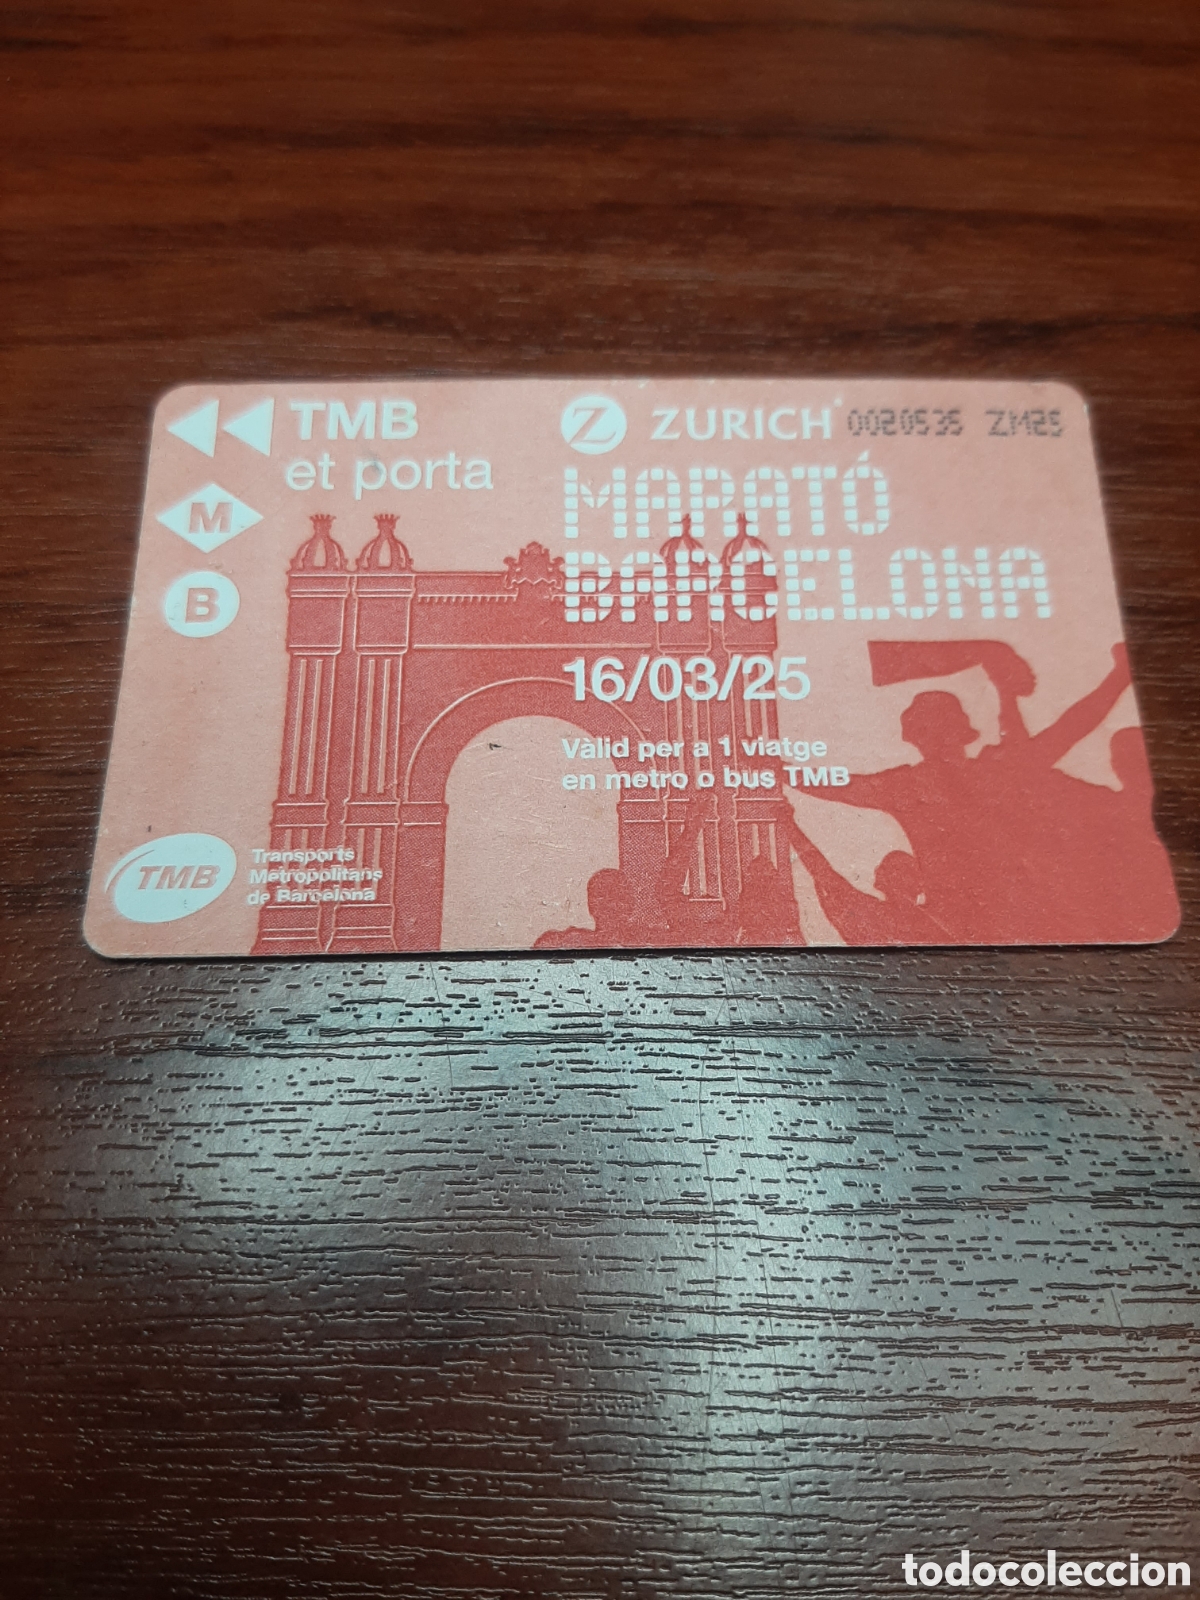 TMB
et porta
M
B
Z ZURICH
0020535 ZM25
MARATÓ
BARCELONA
16/03/25
Vàlid per a 1 viatge
en metro o bus TMB
TMB
Transports
Metropolitans
de Barcelona
todocoleccion